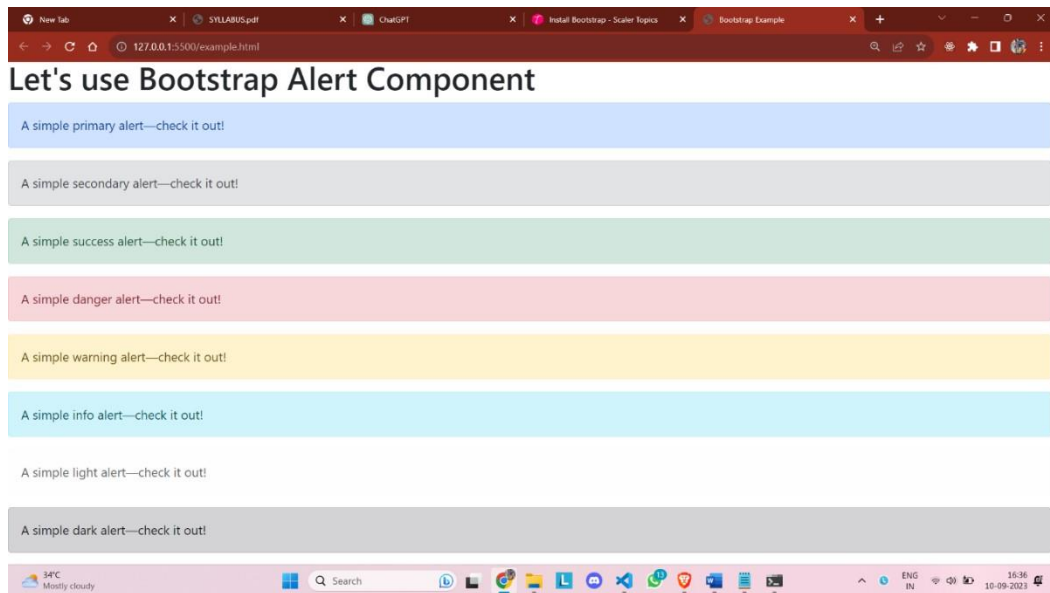 New Tab
SYLLABUS.pdf
ChatGPT
Install Bootstrap - Scaler Topics
Bootstrap Example
127.0.0.1:5500/example.html
Let's use Bootstrap Alert Component
A simple primary alert—check it out!
A simple secondary alert—check it out!
A simple success alert—check it out!
A simple danger alert—check it out!
A simple warning alert—check it out!
A simple info alert—check it out!
A simple light alert—check it out!
A simple dark alert—check it out!
34°C
Mostly cloudy
Search
ENG
IN
16:36
10-09-2023